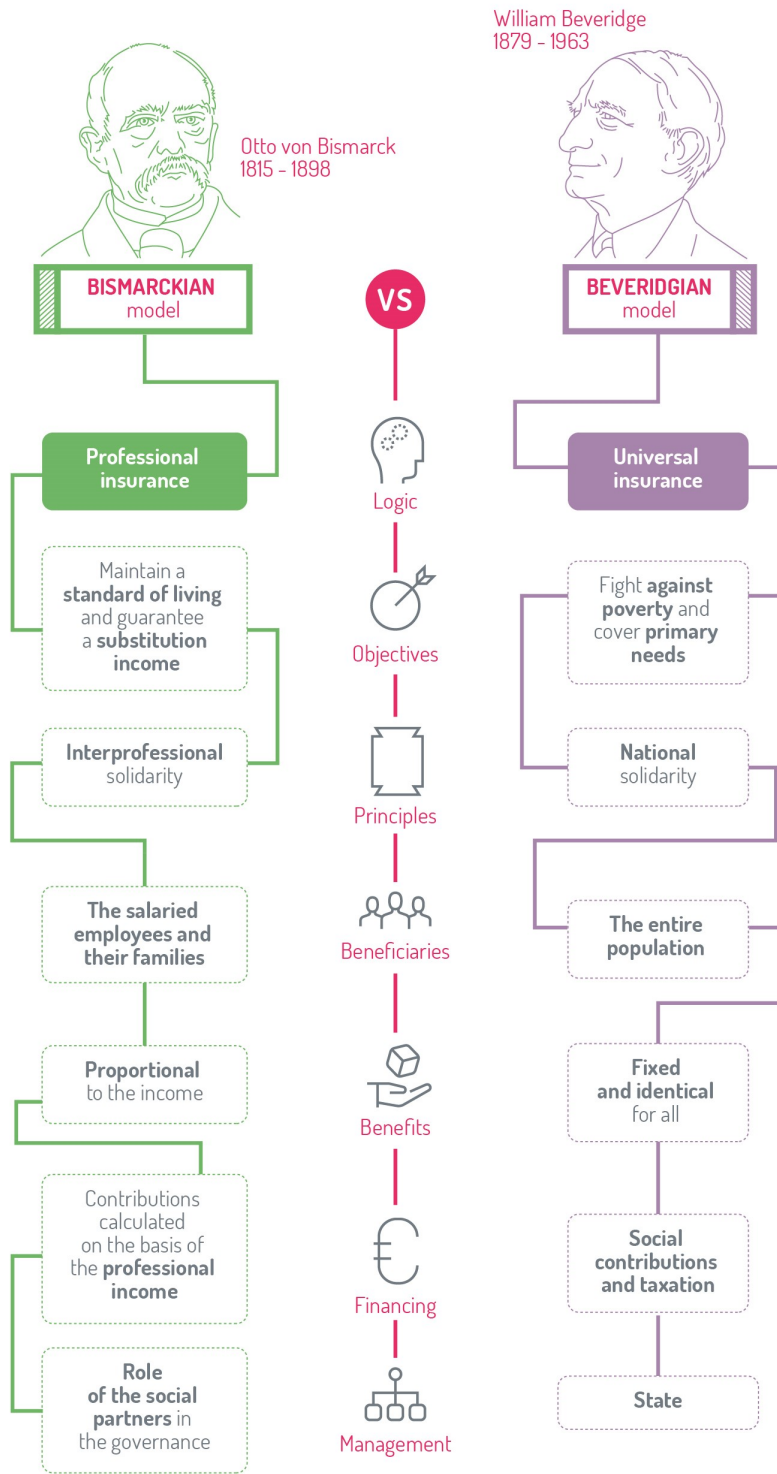 William Beveridge
1879 - 1963
Otto von Bismarck
1815 - 1898
BISMARCKIAN
model
VS
BEVERIDGIAN
model
Professional
insurance
Logic
Universal
insurance
Maintain a
standard of living
and guarantee
a substitution
income
Objectives
Fight against
poverty and
cover primary
needs
Interprofessional
solidarity
Principles
National
solidarity
The salaried
employees and
their families
Beneficiaries
The entire
population
Proportional
to the income
Benefits
Fixed
and identical
for all
Contributions
calculated
on the basis of
the professional
income
Financing
Social
contributions
and taxation
Role
of the social
partners in
the governance
Management
State